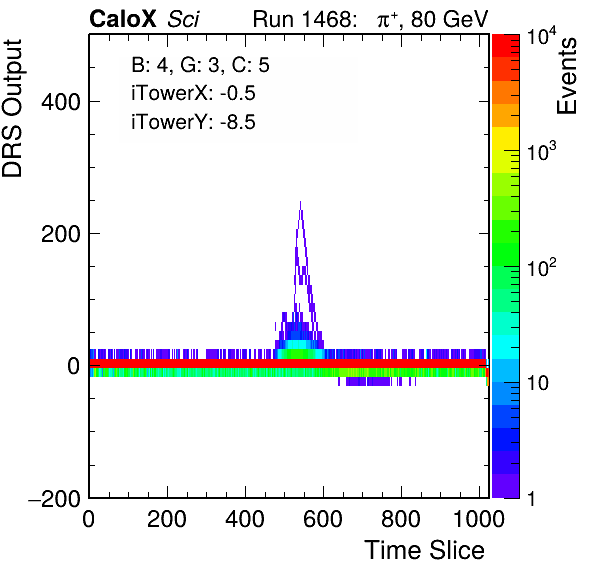 CaloX Sci Run 1468: π⁺, 80 GeV
B: 4, G: 3, C: 5
iTowerX: -0.5
iTowerY: -8.5
DRS Output
400
200
0
−200
0 200 400 600 800 1000
Time Slice
Events
10⁴
10³
10²
10
1